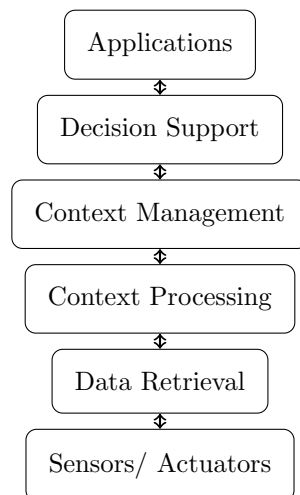 Applications
Decision Support
Context Management
Context Processing
Data Retrieval
Sensors/ Actuators